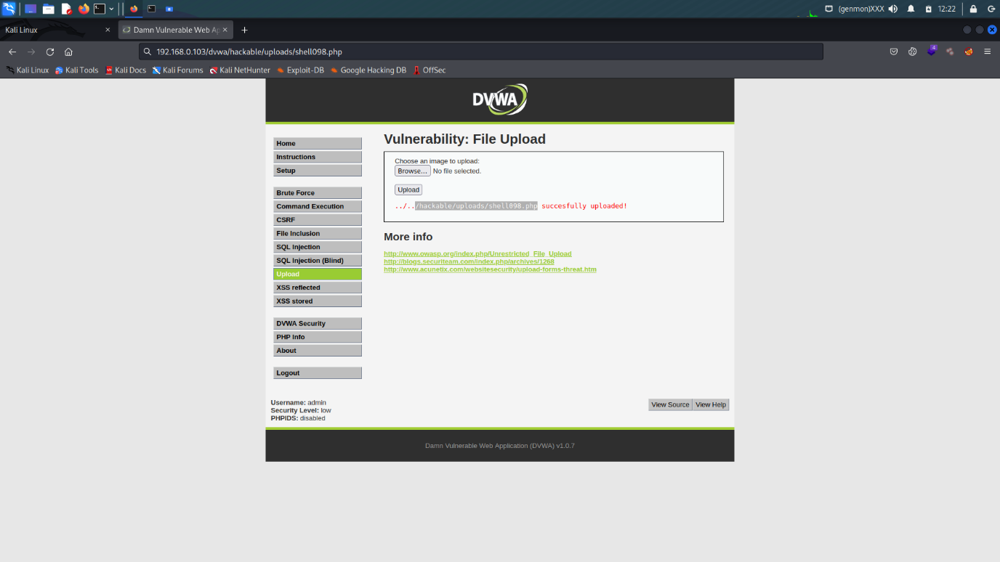 (genmon)XXX 12:22
Kali Linux
Damn Vulnerable Web Ap
192.168.0.103/dvwa/hackable/uploads/shell098.php
4
Kali Linux Kali Tools Kali Docs Kali Forums Kali NetHunter Exploit-DB Google Hacking DB OffSec
DVWA
Home
Instructions
Setup
Brute Force
Command Execution
CSRF
File Inclusion
SQL Injection
SQL Injection (Blind)
Upload
XSS reflected
XSS stored
DVWA Security
PHP Info
About
Logout
Vulnerability: File Upload
Choose an image to upload:
Browse... No file selected.
Upload
../../hackable/uploads/shell098.php succesfully uploaded!
More info
http://www.owasp.org/index.php/Unrestricted_File_Upload
http://blogs.securiteam.com/index.php/archives/1268
http://www.acunetix.com/websitesecurity/upload-forms-threat.htm
Username: admin
Security Level: low
PHPIDS: disabled
View Source View Help
Damn Vulnerable Web Application (DVWA) v1.0.7